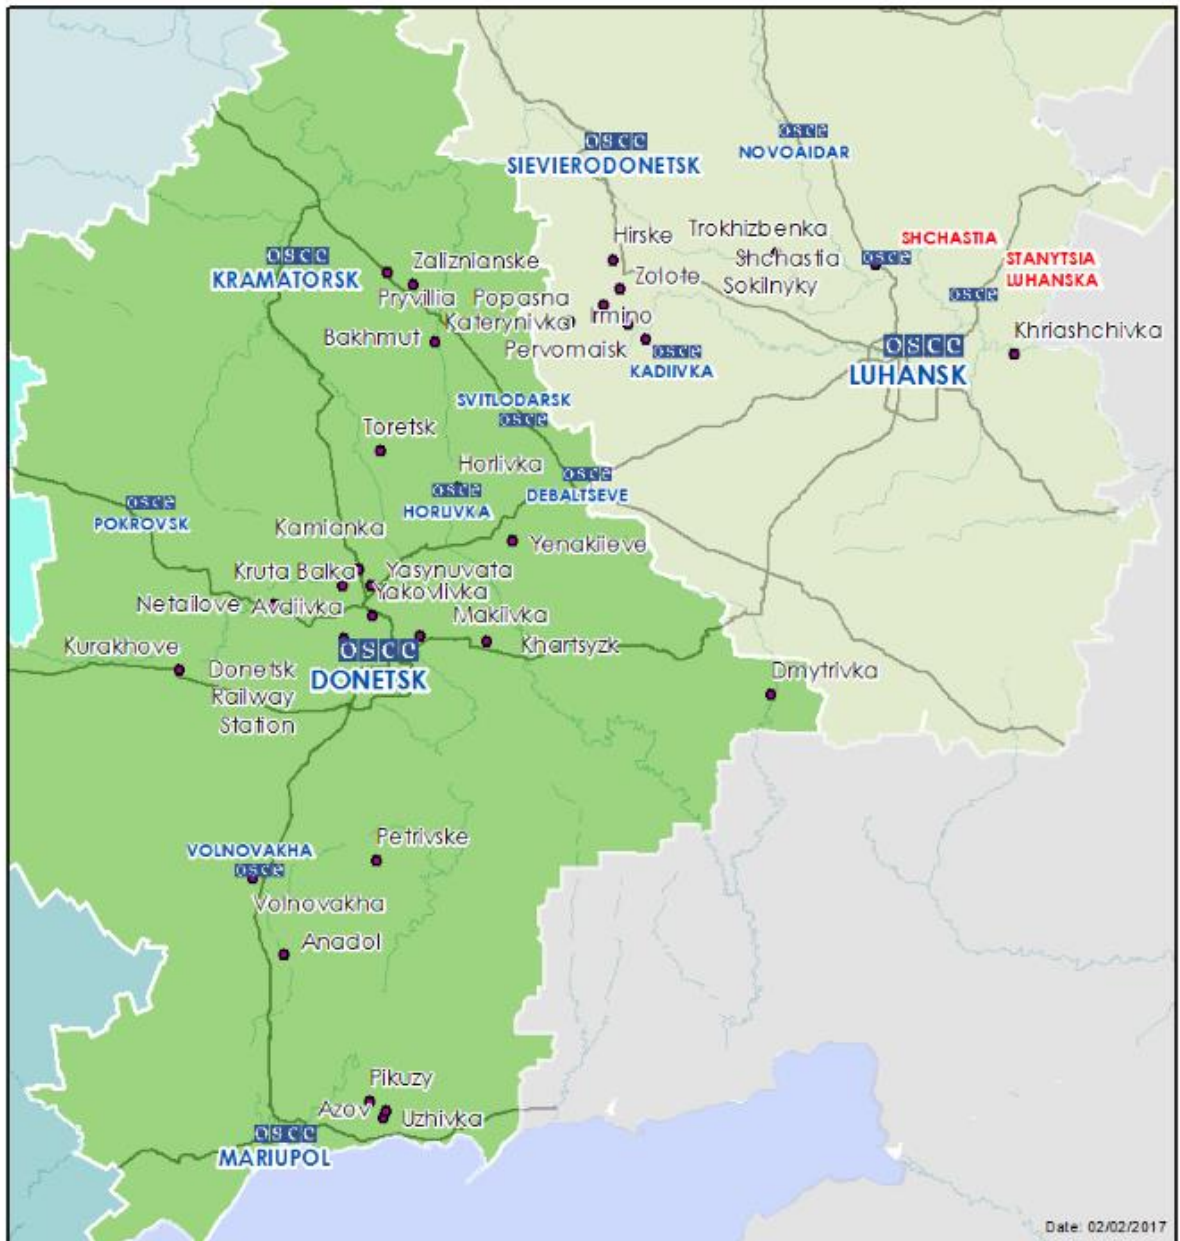 osce
NOVOAIDAR
OSCE
SIEVIERODONETSK
Hirske
Trokhizbenka
SHCHASTIA
OSCE
KRAMATORSK
Zaliznianske
Shchastia
osce
STANYTSIA
LUHANSKA
Zolote
Sokilnyky
Pryvillia
Popasna
osce
Katerynivka
Irmino
Bakhmut
Pervomaisk
osce
KADIIVKA
OSCE
LUHANSK
Khriashchivka
SVITLODARSK
osce
Toretsk
Horlivka
osce
HORLIVKA
osce
DEBALTSEVE
osce
POKROVSK
Kamianka
Yenakiieve
Kruta Balka
Yasynuvata
Yakovlivka
Netailove
Avdiivka
Makiivka
Kurakhove
Khartsyzk
OSCE
DONETSK
Donetsk
Railway
Station
Dmytrivka
Petrivske
VOLNOVAKHA
osce
Volnovakha
Anadol
Pikuzy
Azov
Uzhivka
OSCE
MARIUPOL
Date: 02/02/2017